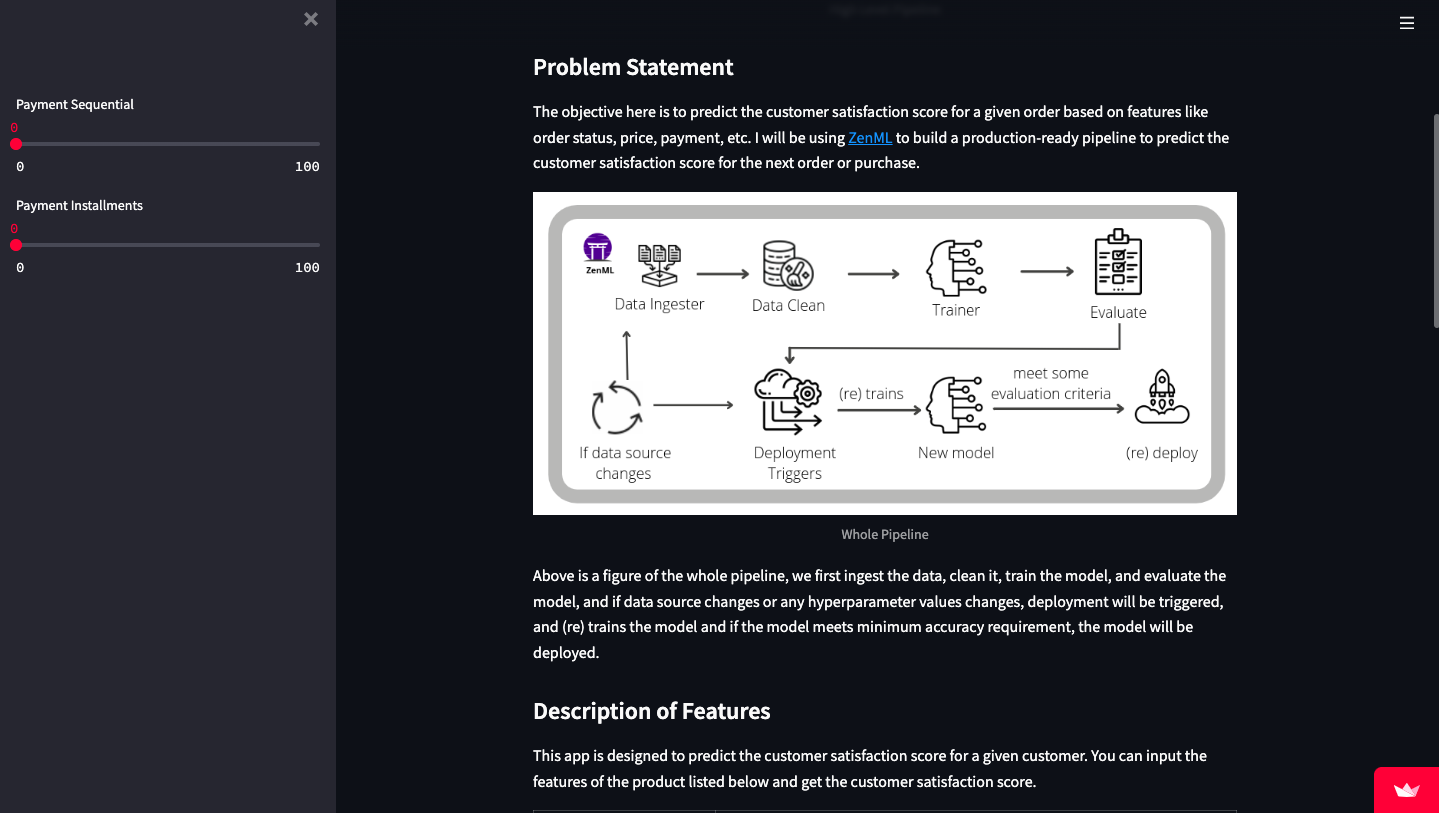 Payment Sequential
0
0 100
Payment Installments
0
0 100
Problem Statement
The objective here is to predict the customer satisfaction score for a given order based on features like
order status, price, payment, etc. I will be using ZenML to build a production-ready pipeline to predict the
customer satisfaction score for the next order or purchase.
ZenML
Data Ingester
Data Clean
Trainer
Evaluate
If data source
changes
Deployment
Triggers
(re) trains
New model
meet some
evaluation criteria
(re) deploy
Whole Pipeline
Above is a figure of the whole pipeline, we first ingest the data, clean it, train the model, and evaluate the
model, and if data source changes or any hyperparameter values changes, deployment will be triggered,
and (re) trains the model and if the model meets minimum accuracy requirement, the model will be
deployed.
Description of Features
This app is designed to predict the customer satisfaction score for a given customer. You can input the
features of the product listed below and get the customer satisfaction score.